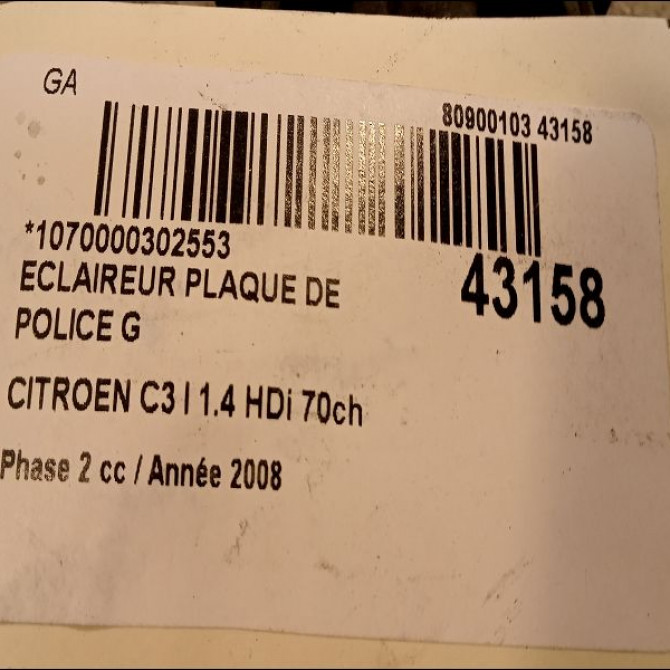 GA
80900103 43158
*1070000302553
43158
ECLAIREUR PLAQUE DE
POLICE G
CITROEN C3 I 1.4 HDi 70ch
Phase 2 cc / Année 2008